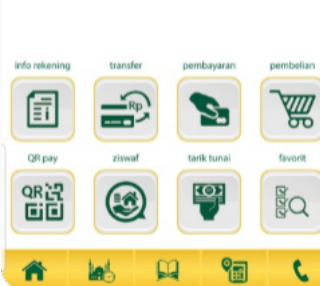 info rekening transfer pembayaran pembelian
Rp
QR pay ziswaf tarik tunai favorit
QR